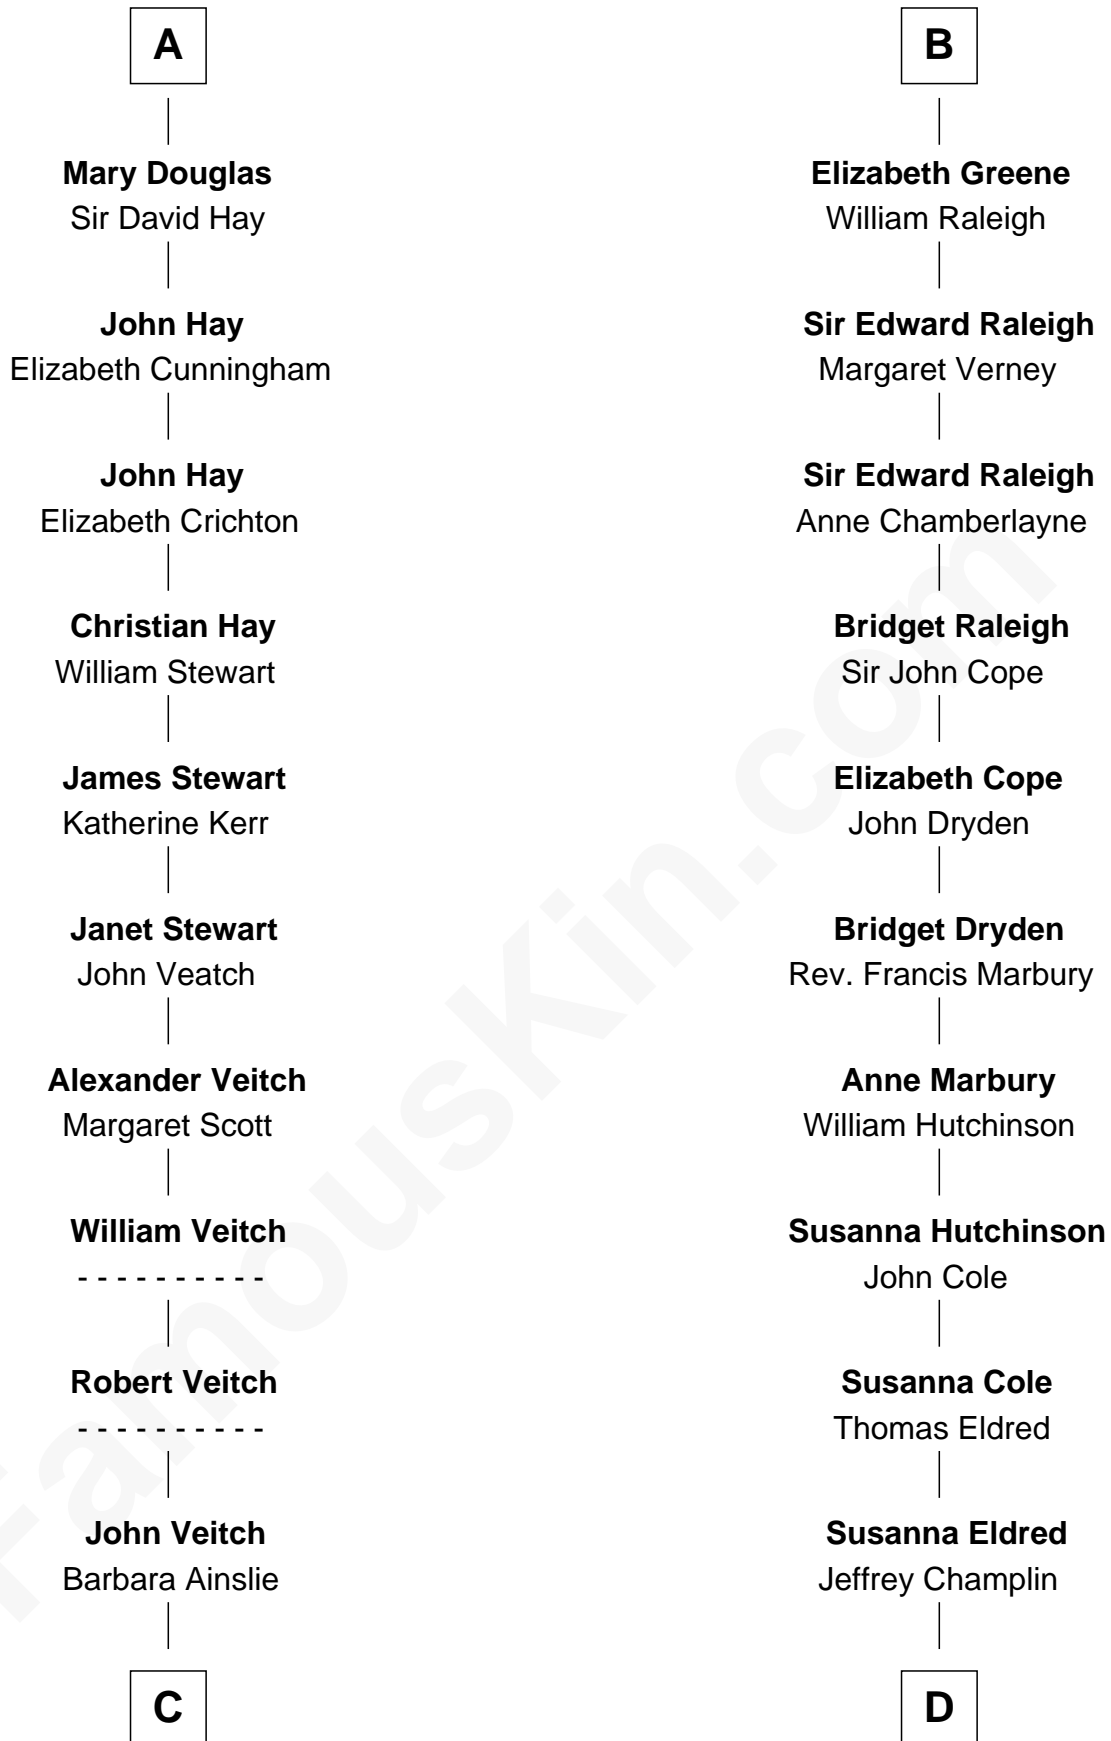 A
Mary Douglas
Sir David Hay
John Hay
Elizabeth Cunningham
John Hay
Elizabeth Crichton
Christian Hay
William Stewart
James Stewart
Katherine Kerr
Janet Stewart
John Veatch
Alexander Veitch
Margaret Scott
William Veitch
- - - - - - - - - -
Robert Veitch
- - - - - - - - - -
John Veitch
Barbara Ainslie
C
B
Elizabeth Greene
William Raleigh
Sir Edward Raleigh
Margaret Verney
Sir Edward Raleigh
Anne Chamberlayne
Bridget Raleigh
Sir John Cope
Elizabeth Cope
John Dryden
Bridget Dryden
Rev. Francis Marbury
Anne Marbury
William Hutchinson
Susanna Hutchinson
John Cole
Susanna Cole
Thomas Eldred
Susanna Eldred
Jeffrey Champlin
D
FamousKin.com